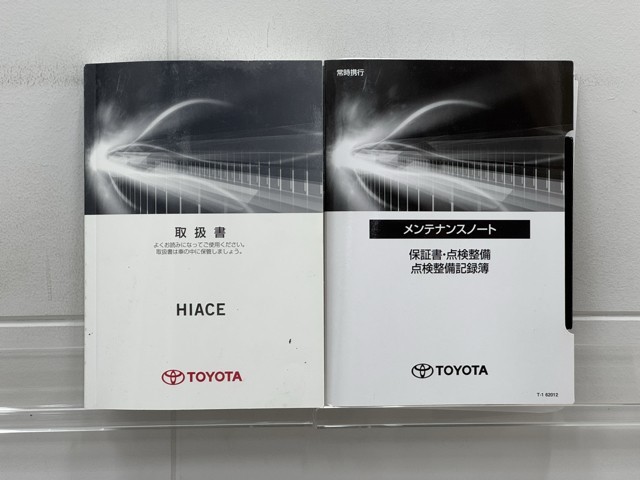 取扱書
よくお読みになってご使用ください。
取扱書は車の中に保管しましょう。
HIACE
TOYOTA
常時携行
メンテナンスノート
保証書・点検整備
点検整備記録簿
TOYOTA
T-1 62012